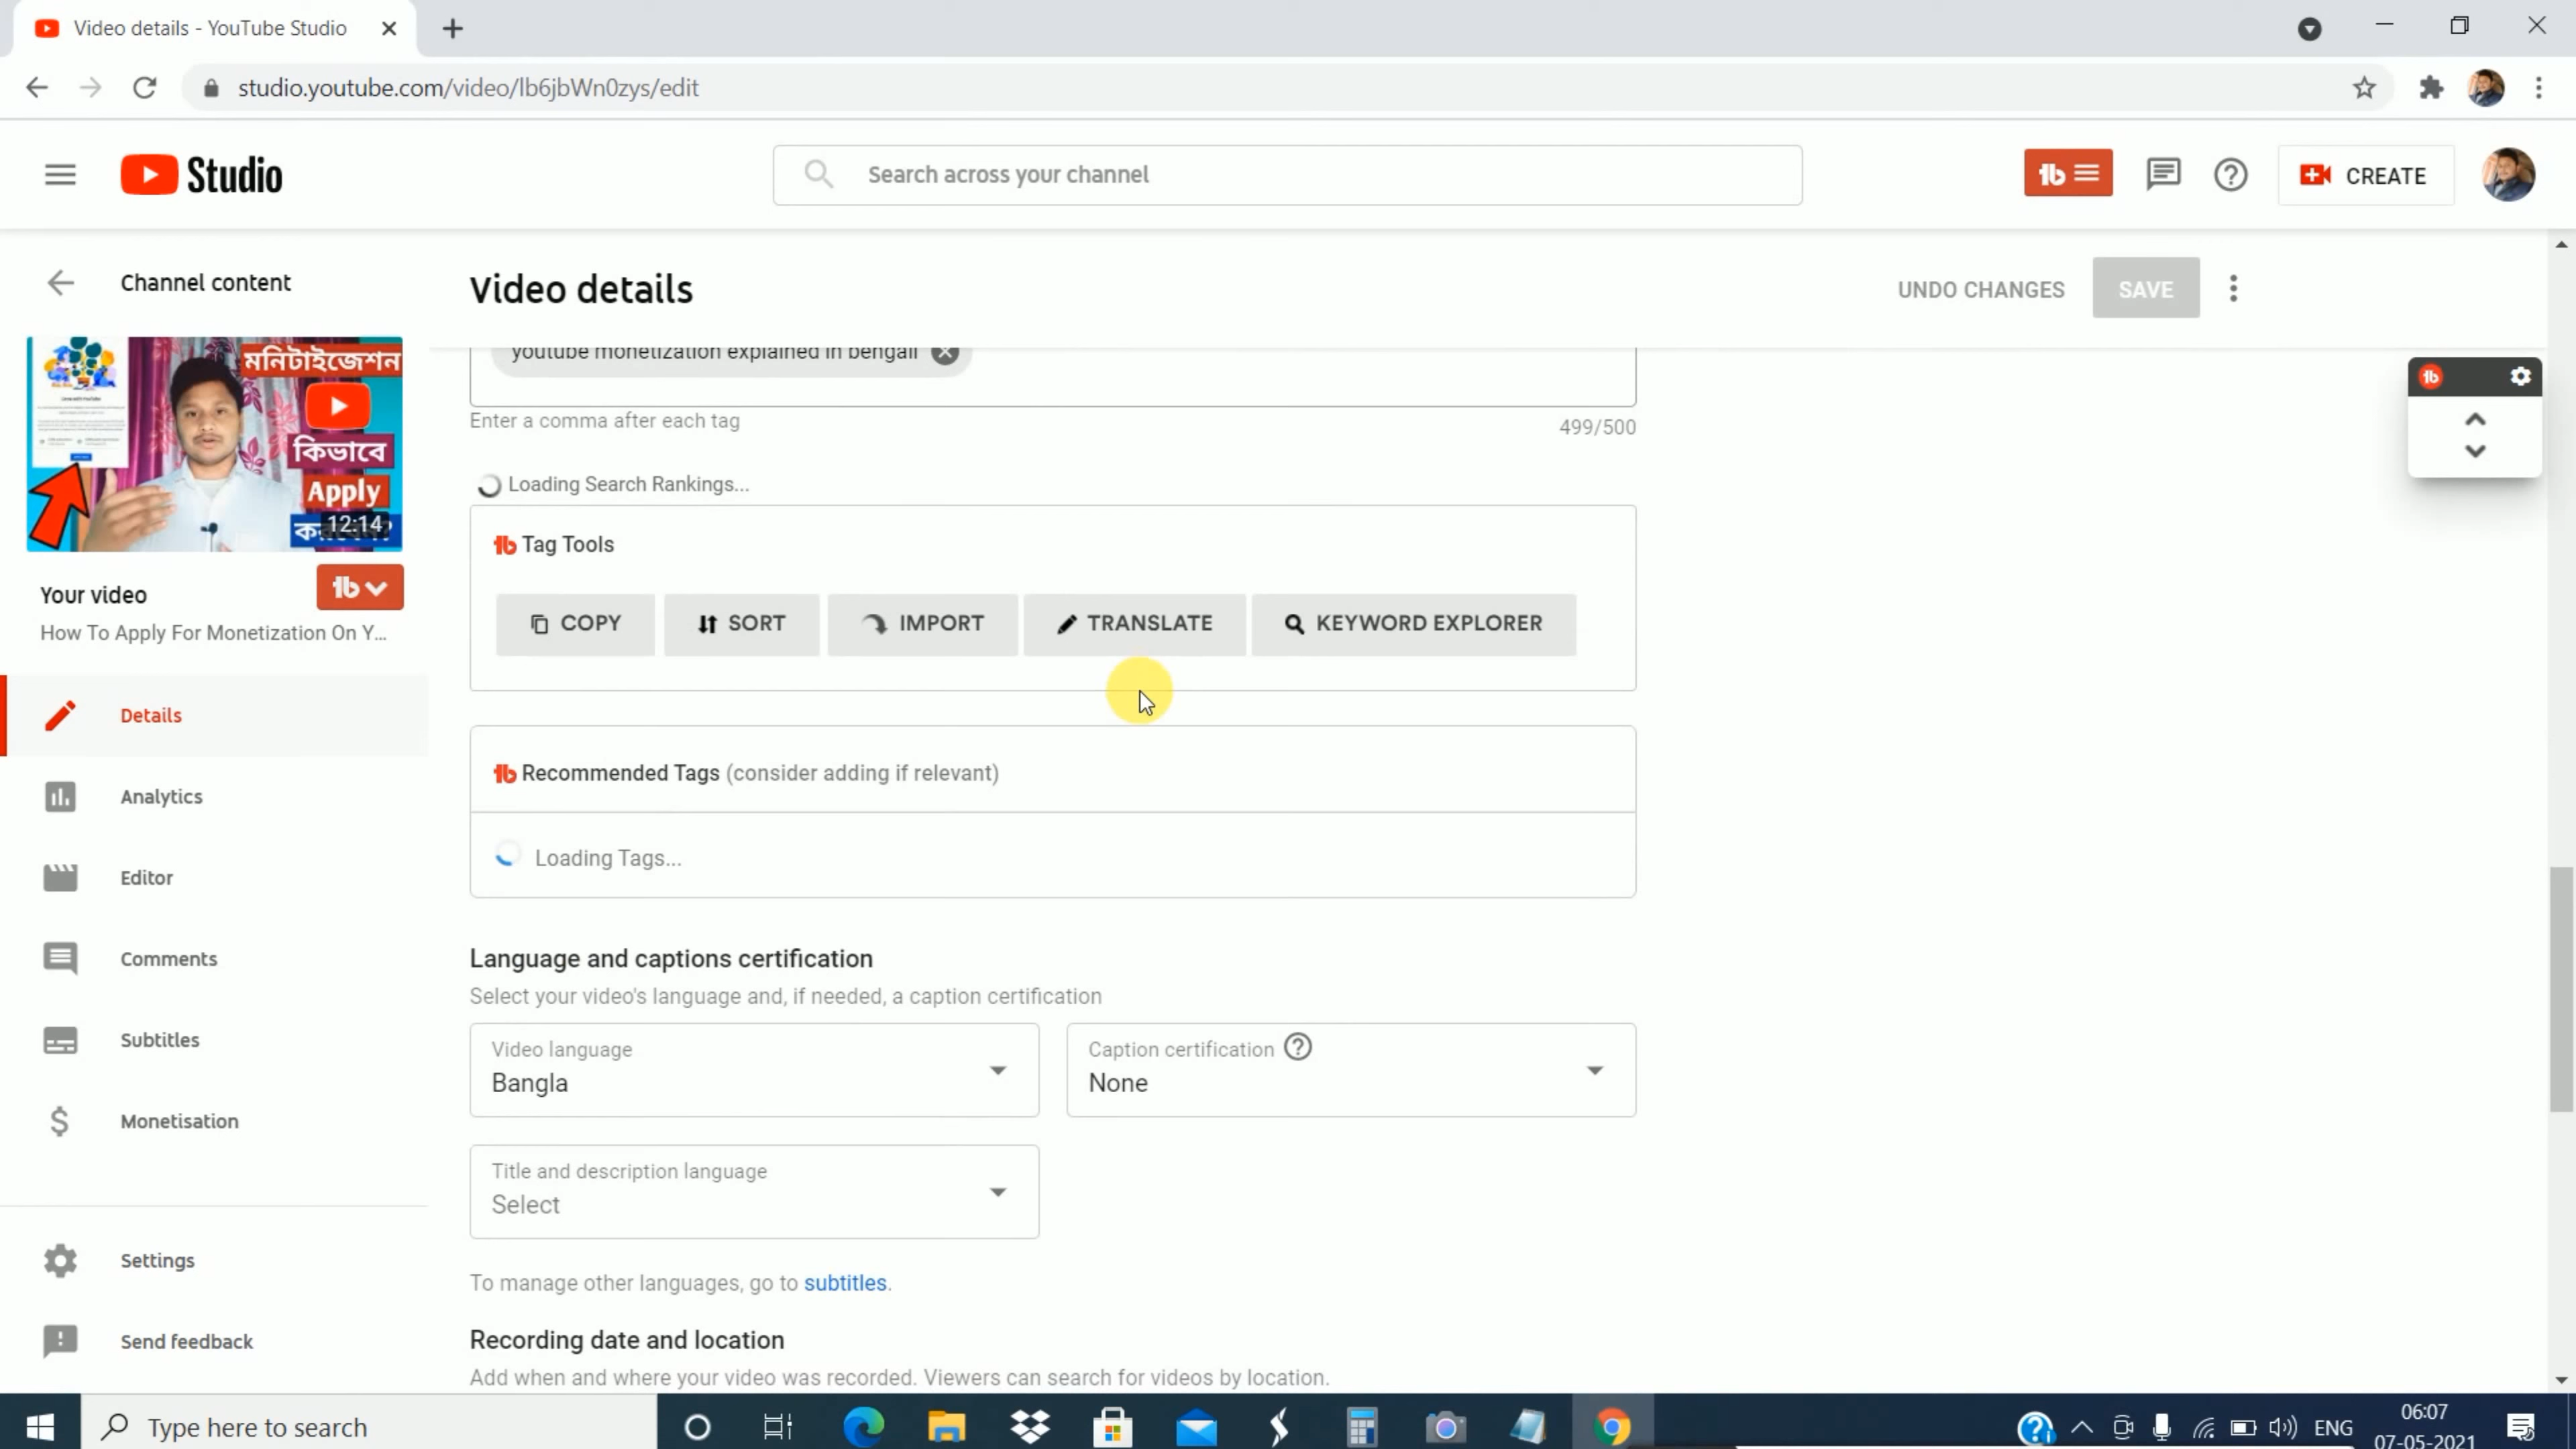 Video details - YouTube Studio
studio.youtube.com/video/lb6jbWn0zys/edit
Studio
Search across your channel
CREATE
Channel content
Video details
UNDO CHANGES
SAVE
মনিটাইজেশন
কিভাবে
Apply
12:14
youtube monetization explained in bengali
Enter a comma after each tag
499/500
Loading Search Rankings...
Tag Tools
COPY
SORT
IMPORT
TRANSLATE
KEYWORD EXPLORER
Your video
How To Apply For Monetization On Y...
Details
Analytics
Editor
Comments
Subtitles
Monetisation
Settings
Send feedback
Recommended Tags (consider adding if relevant)
Loading Tags...
Language and captions certification
Select your video's language and, if needed, a caption certification
Video language
Bangla
Caption certification
None
Title and description language
Select
To manage other languages, go to subtitles.
Recording date and location
Add when and where your video was recorded. Viewers can search for videos by location.
Type here to search
ENG
06:07
07-05-2021